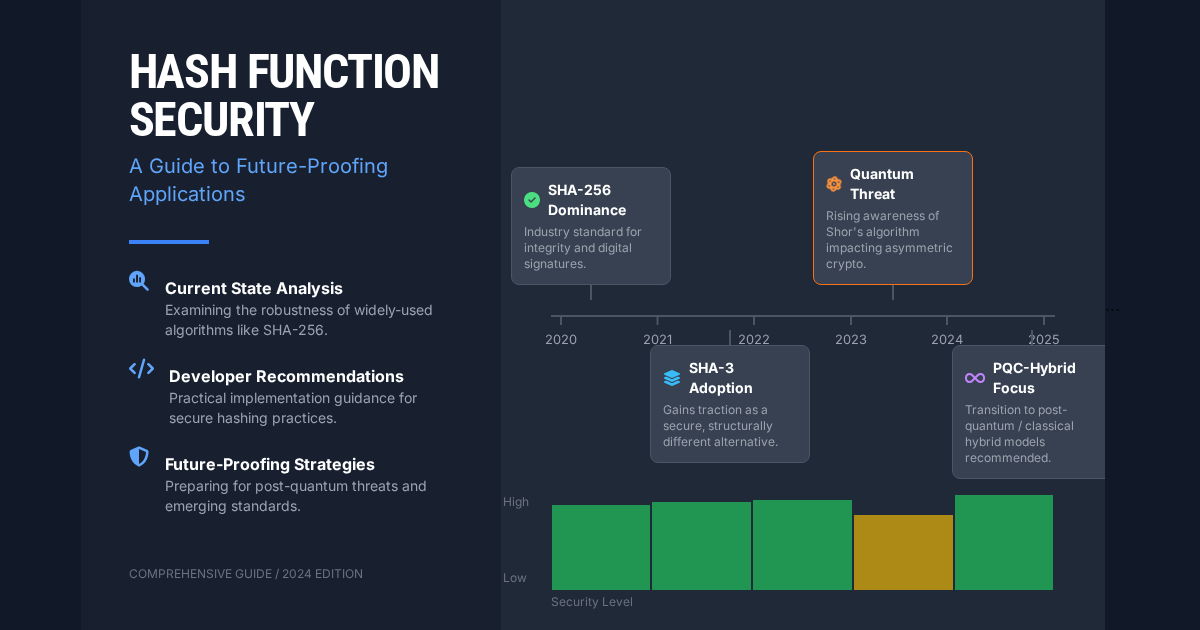 HASH FUNCTION
SECURITY
A Guide to Future-Proofing
Applications
Current State Analysis
Examining the robustness of widely-used
algorithms like SHA-256.
Developer Recommendations
Practical implementation guidance for
secure hashing practices.
Future-Proofing Strategies
Preparing for post-quantum threats and
emerging standards.
COMPREHENSIVE GUIDE / 2024 EDITION
SHA-256
Dominance
Industry standard for
integrity and digital
signatures.
Quantum
Threat
Rising awareness of
Shor's algorithm
impacting asymmetric
crypto.
...
2020 2021 2022 2023 2024 2025
SHA-3
Adoption
Gains traction as a
secure, structurally
different alternative.
PQC-Hybrid
Focus
Transition to post-
quantum / classical
hybrid models
recommended.
High
Low
Security Level